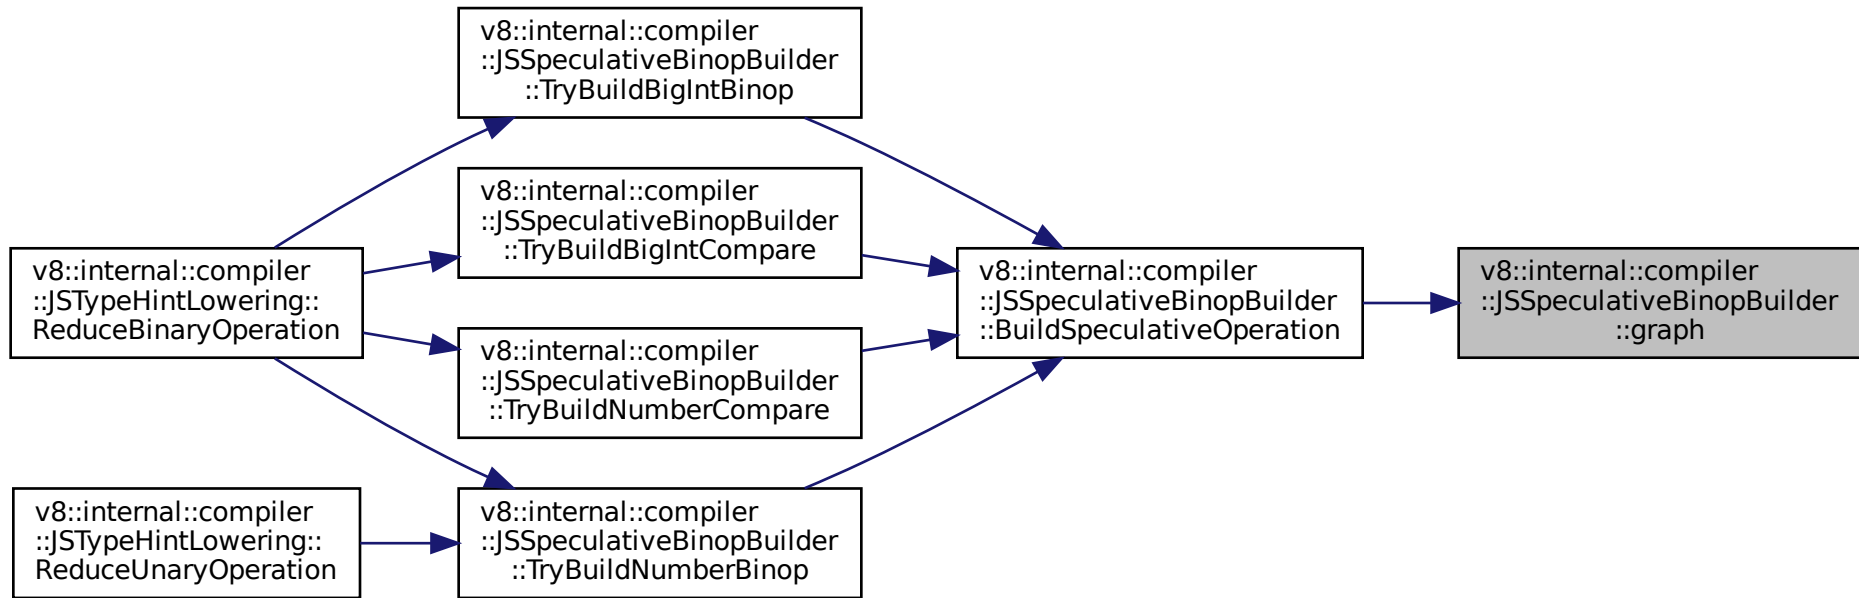 v8::internal::compiler
::JSSpeculativeBinopBuilder
::TryBuildBigIntBinop
v8::internal::compiler
::JSSpeculativeBinopBuilder
::TryBuildBigIntCompare
v8::internal::compiler
::JSTypeHintLowering::
ReduceBinaryOperation
v8::internal::compiler
::JSSpeculativeBinopBuilder
::BuildSpeculativeOperation
v8::internal::compiler
::JSSpeculativeBinopBuilder
::graph
v8::internal::compiler
::JSSpeculativeBinopBuilder
::TryBuildNumberCompare
v8::internal::compiler
::JSTypeHintLowering::
ReduceUnaryOperation
v8::internal::compiler
::JSSpeculativeBinopBuilder
::TryBuildNumberBinop